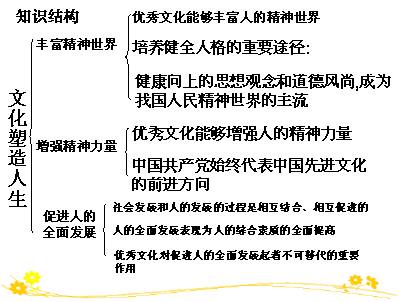 知识结构
文化塑造人生
丰富精神世界
优秀文化能够丰富人的精神世界
培养健全人格的重要途径:
健康向上的思想观念和道德风尚,成为
我国人民精神世界的主流
增强精神力量
优秀文化能够增强人的精神力量
中国共产党始终代表中国先进文化
的前进方向
促进人的
全面发展
社会发展和人的发展的过程是相互结合、相互促进的
人的全面发展表现为人的综合素质的全面提高
优秀文化对促进人的全面发展起着不可替代的重要
作用